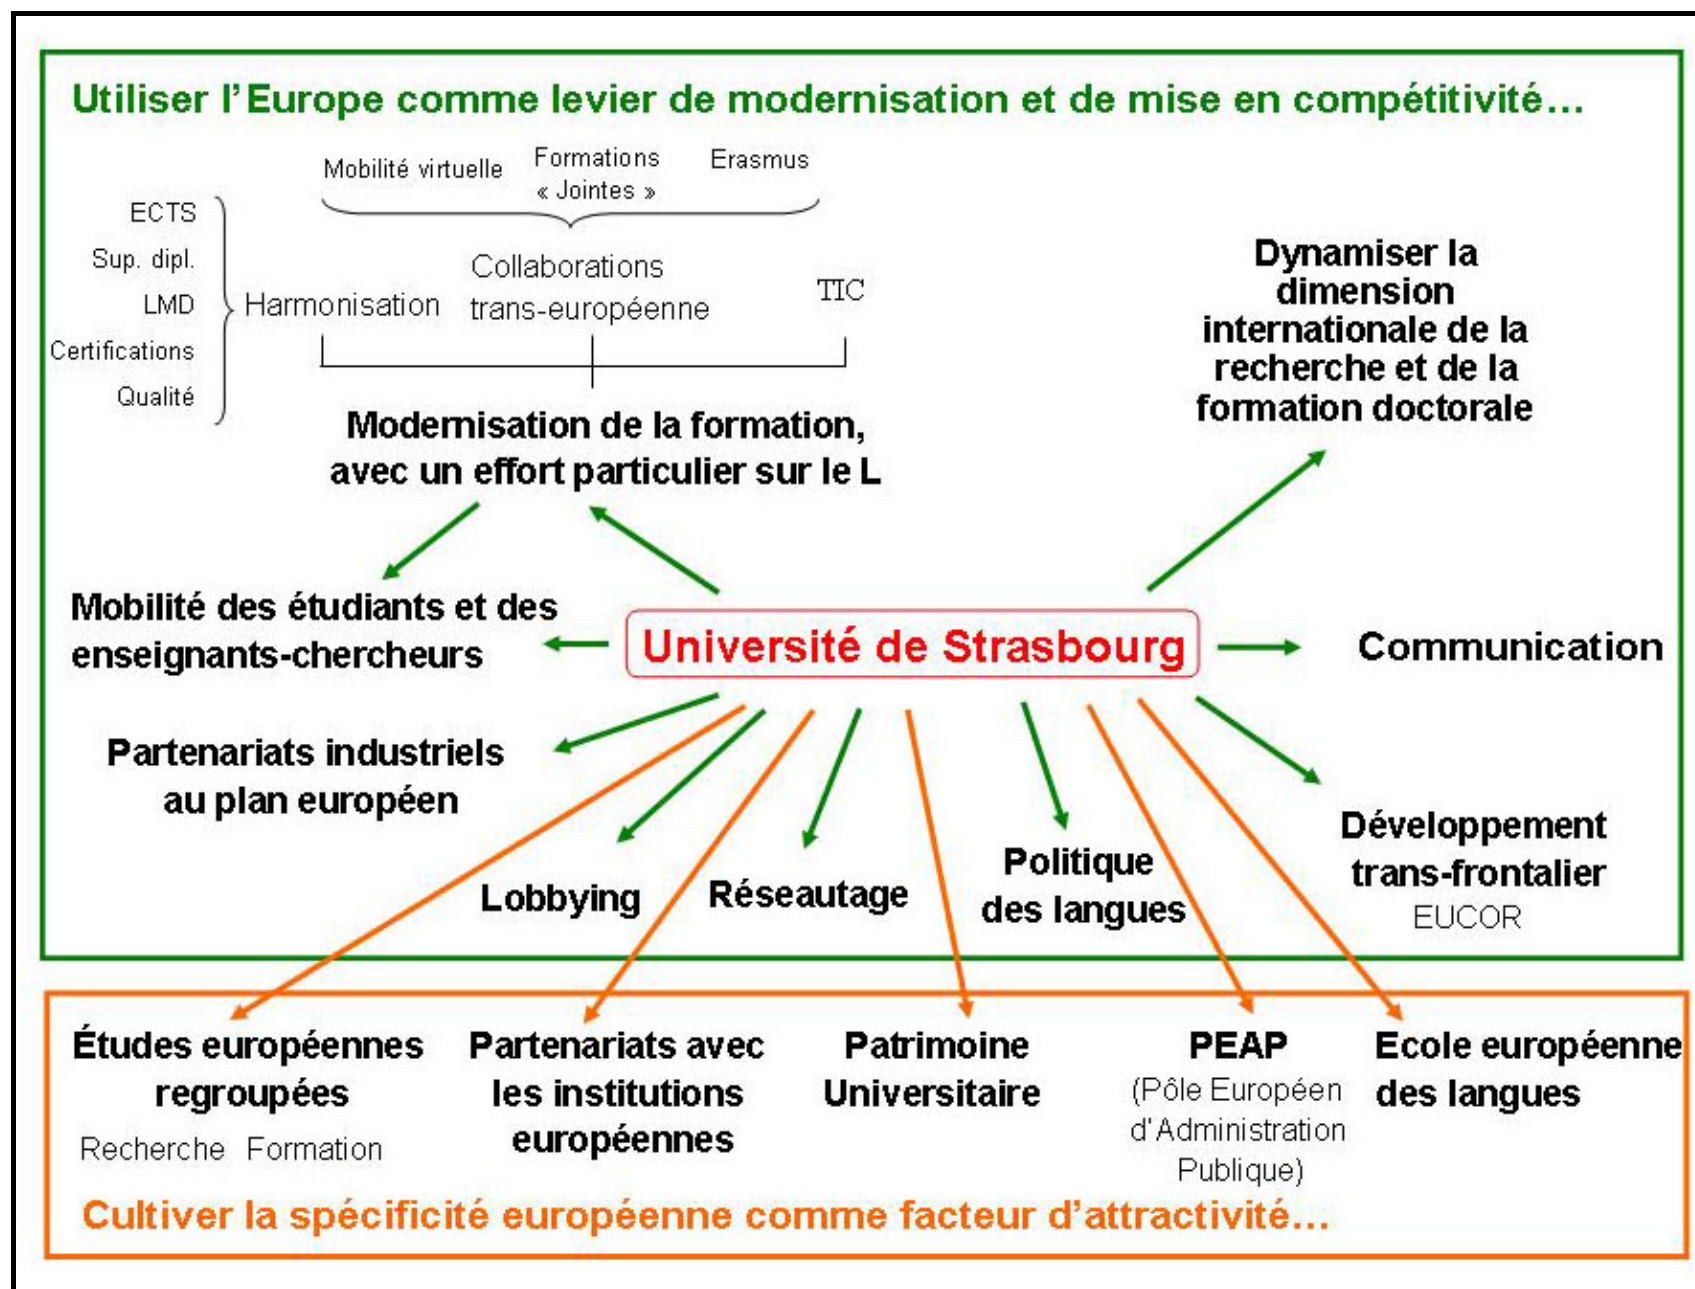 Utiliser l'Europe comme levier de modernisation et de mise en compétitivité…
Mobilité virtuelle
Formations
« Jointes »
Erasmus
ECTS
Sup. dipl.
LMD
Certifications
Qualité
Harmonisation
Collaborations
trans-européenne
TIC
Modernisation de la formation,
avec un effort particulier sur le L
Dynamiser la
dimension
internationale de la
recherche et de la
formation doctorale
Mobilité des étudiants et des
enseignants-chercheurs
Université de Strasbourg
Communication
Partenariats industriels
au plan européen
Lobbying
Réseautage
Politique
des langues
Développement
trans-frontalier
EUCOR
Études européennes
regroupées
Recherche Formation
Partenariats avec
les institutions
européennes
Patrimoine
Universitaire
PEAP
(Pôle Européen
d'Administration
Publique)
Ecole européenne
des langues
Cultiver la spécificité européenne comme facteur d'attractivité…